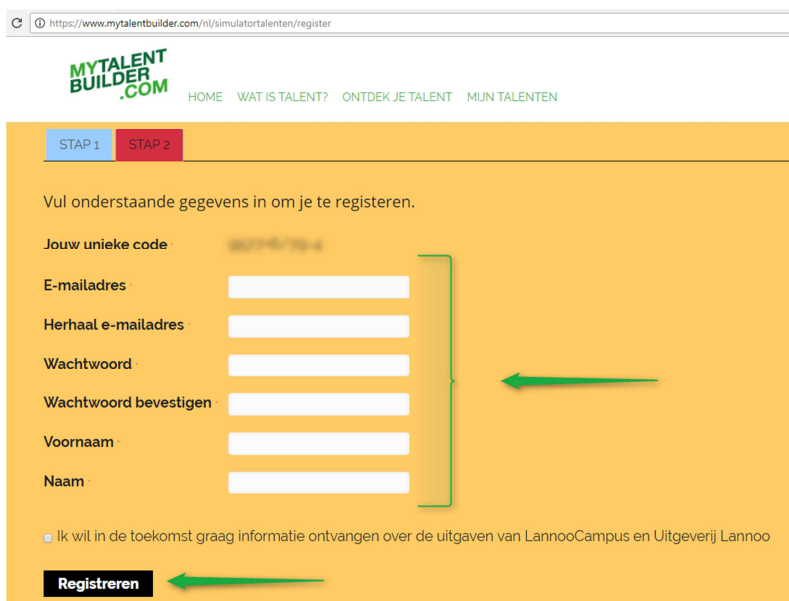 https://www.mytalentbuilder.com/nl/simulatortalenten/register
MYTALENT
BUILDER
.COM
HOME WAT IS TALENT? ONTDEK JE TALENT MIJN TALENTEN
STAP 1 STAP 2
Vul onderstaande gegevens in om je te registeren.
Jouw unieke code
E-mailadres
Herhaal e-mailadres
Wachtwoord
Wachtwoord bevestigen
Voornaam
Naam
Ik wil in de toekomst graag informatie ontvangen over de uitgaven van LannooCampus en Uitgeverij Lannoo
Registreren